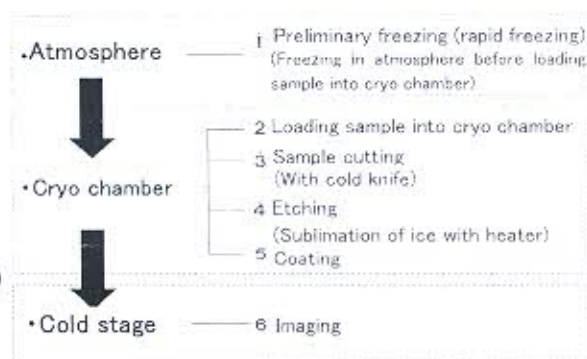 ・Atmosphere
1 Preliminary freezing (rapid freezing)
(Freezing in atmosphere before loading
sample into cryo chamber)
・Cryo chamber
2 Loading sample into cryo chamber
3 Sample cutting
(With cold knife)
4 Etching
(Sublimation of ice with heater)
5 Coating
・Cold stage
6 Imaging